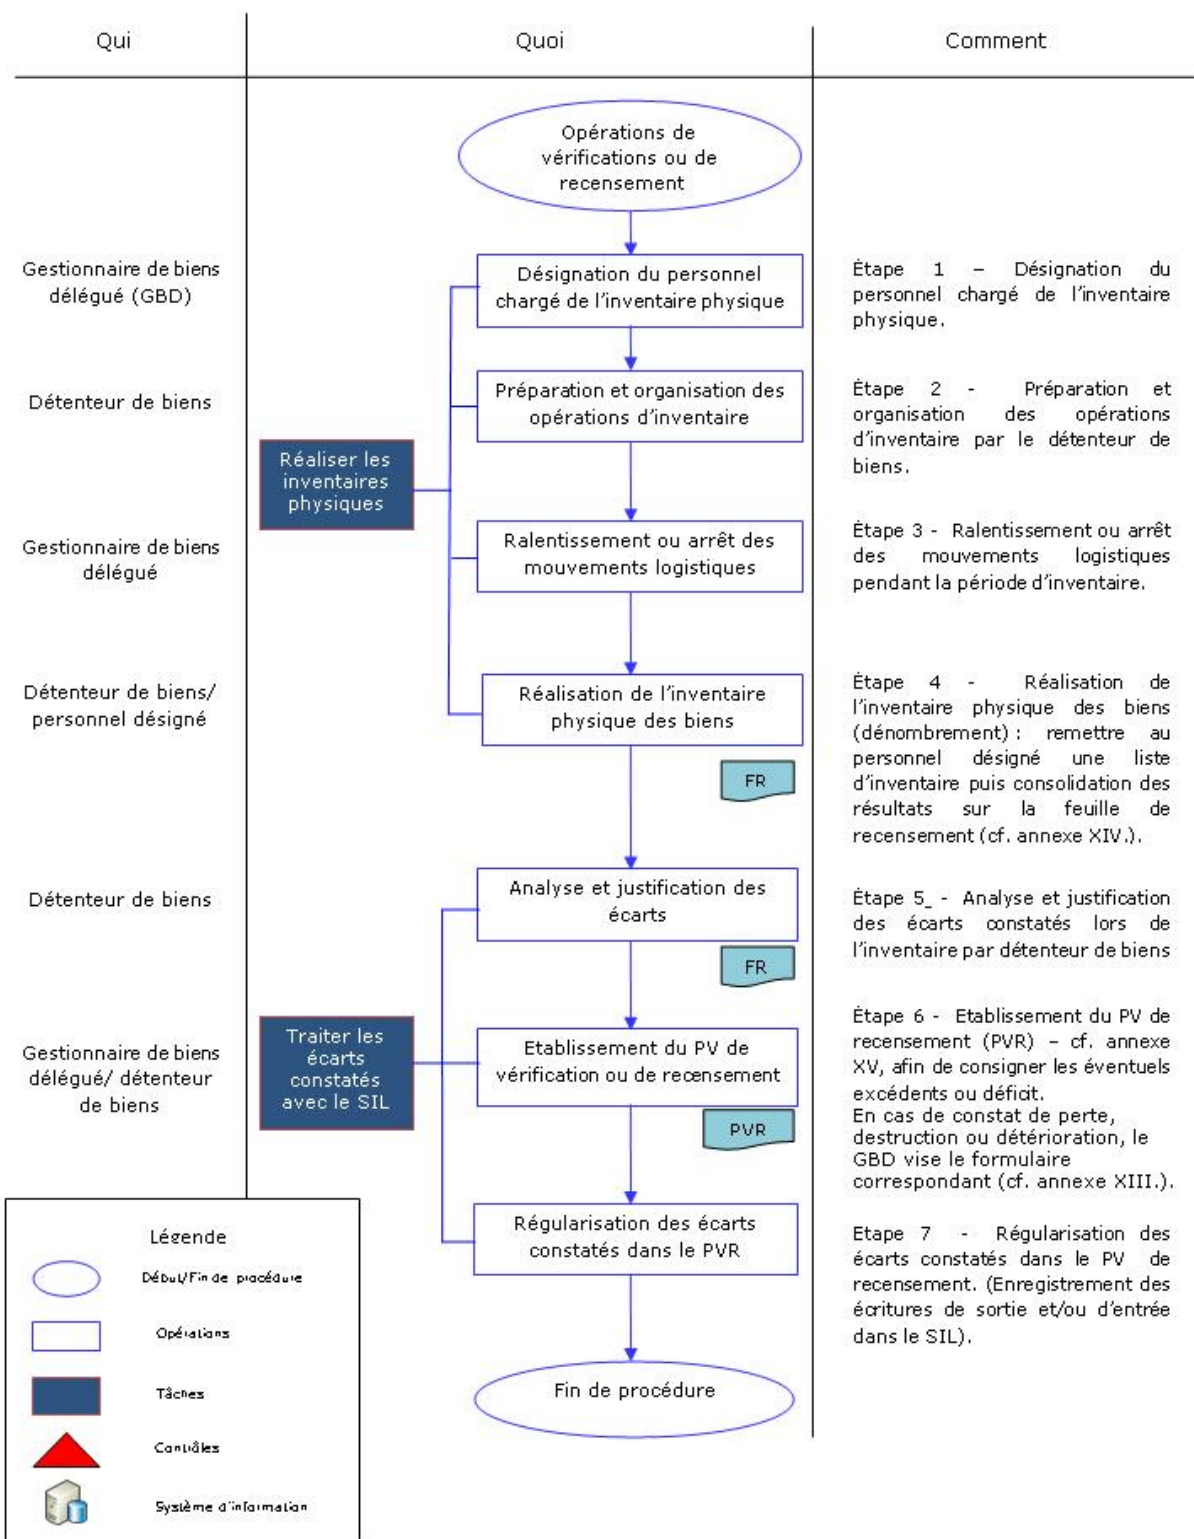 Qui
Quoi
Comment
Opérations de
vérifications ou de
recensement
Gestionnaire de biens
délégué (GBD)
Désignation du personnel
chargé de l'inventaire physique
Étape 1 – Désignation du
personnel chargé de l'inventaire
physique.
Détenteur de biens
Préparation et organisation des
opérations d'inventaire
Étape 2 - Préparation et
organisation des opérations
d'inventaire par le détenteur de
biens.
Réaliser les
inventaires
physiques
Gestionnaire de biens
délégué
Ralentissement ou arrêt des
mouvements logistiques
Étape 3 - Ralentissement ou arrêt
des mouvements logistiques
pendant la période d'inventaire.
Détenteur de biens/
personnel désigné
Réalisation de l'inventaire
physique des biens
FR
Étape 4 - Réalisation de
l'inventaire physique des biens
(dénombrement) : remettre au
personnel désigné une liste
d'inventaire puis consolidation des
résultats sur la feuille de
recensement (cf. annexe XIV.).
Détenteur de biens
Analyse et justification des
écarts
FR
Étape 5_ - Analyse et justification
des écarts constatés lors de
l'inventaire par détenteur de biens
Traiter les
écarts
constatés
avec le SIL
Gestionnaire de biens
délégué/ détenteur
de biens
Etablissement du PV de
vérification ou de recensement
PVR
Étape 6 - Etablissement du PV de
recensement (PVR) – cf. annexe
XV, afin de consigner les éventuels
excédents ou déficit.
En cas de constat de perte,
destruction ou détérioration, le
GBD vise le formulaire
correspondant (cf. annexe XIII.).
Régularisation des écarts
constatés dans le PVR
Etape 7 - Régularisation des
écarts constatés dans le PV de
recensement. (Enregistrement des
écritures de sortie et/ou d'entrée
dans le SIL).
Fin de procédure
Légende
Début/Fin de procédure
Opérations
Tâches
Contrôles
Système d'information